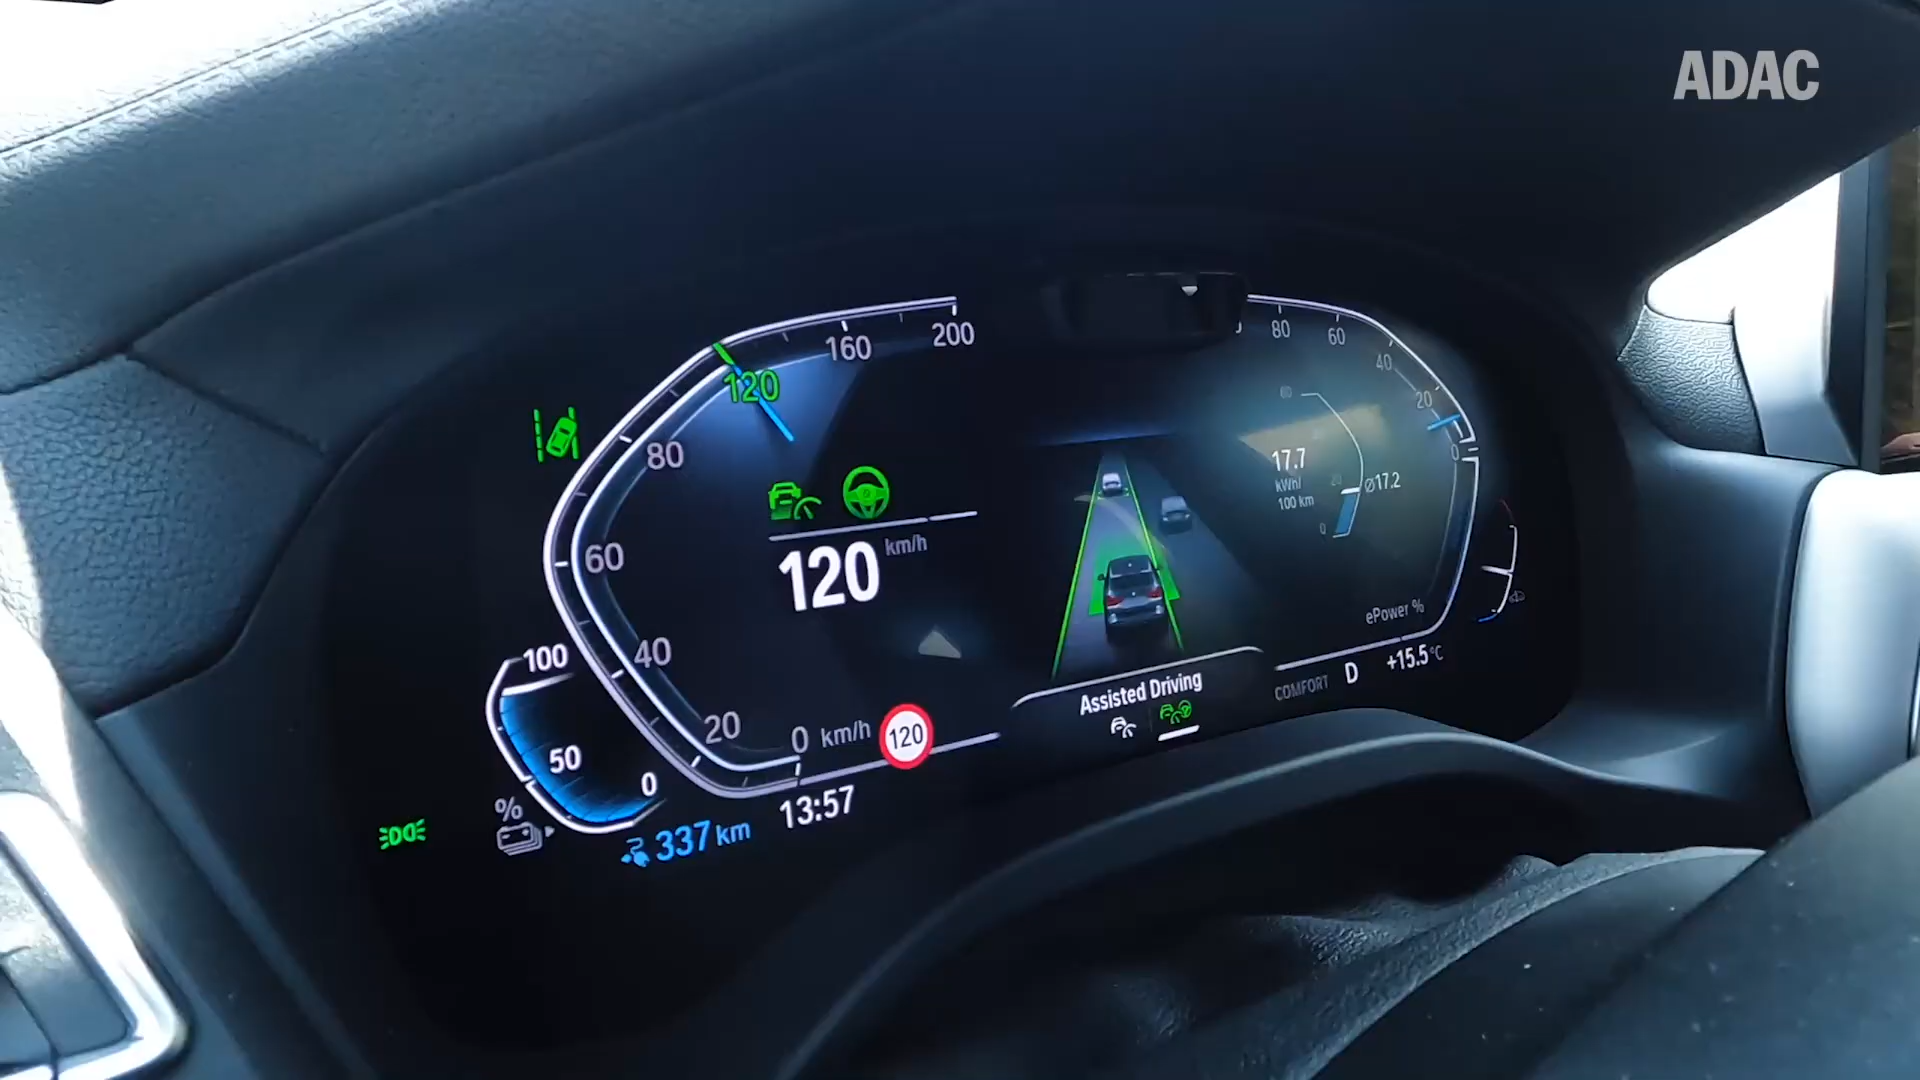 ADAC
200
160
120
80
60
40
20
0 km/h
120
120 km/h
100
50
0
%
337 km
13:57
Assisted Driving
80
60
40
20
0
60
17.7
kWh/
100 km
Ø17.2
0
ePower %
COMFORT D +15.5°C